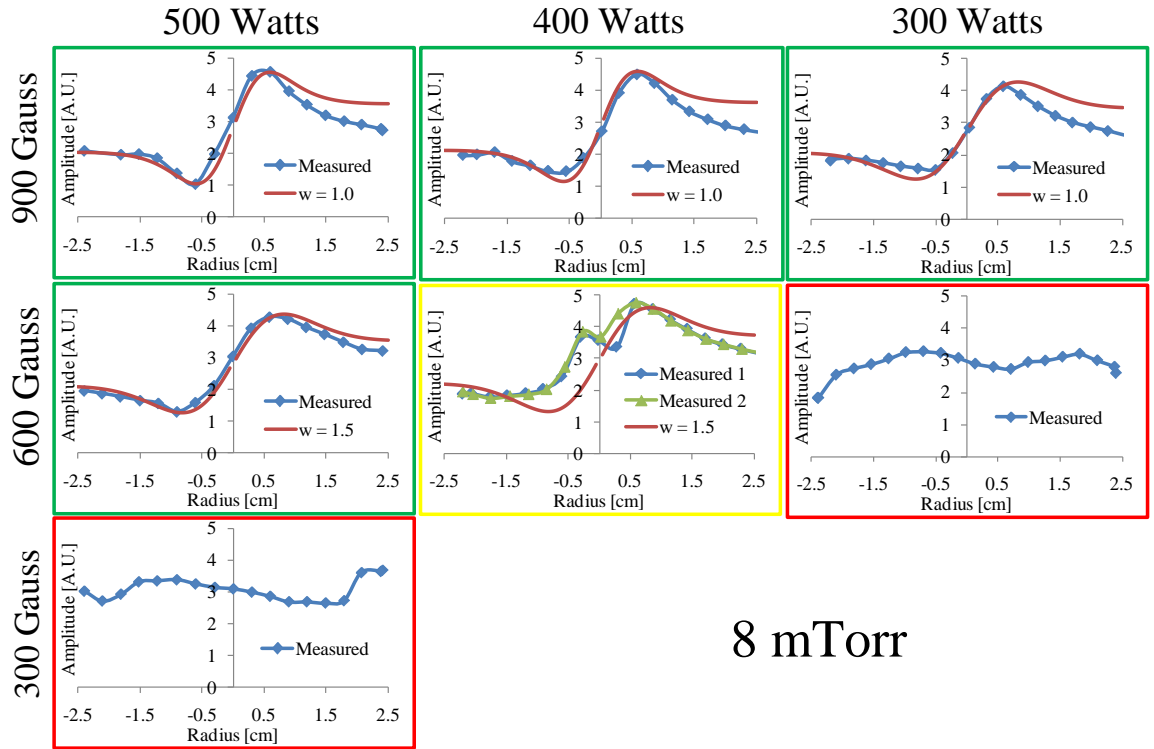 500 Watts
400 Watts
300 Watts
900 Gauss
Amplitude [A.U.]
5
4
3
2
1
0
Measured
w = 1.0
-2.5 -1.5 -0.5 0.5 1.5 2.5
Radius [cm]
Amplitude [A.U.]
5
4
3
2
1
0
Measured
w = 1.0
-2.5 -1.5 -0.5 0.5 1.5 2.5
Radius [cm]
Amplitude [A.U.]
5
4
3
2
1
0
Measured
w = 1.0
-2.5 -1.5 -0.5 0.5 1.5 2.5
Radius [cm]
600 Gauss
Amplitude [A.U.]
5
4
3
2
1
0
Measured
w = 1.5
-2.5 -1.5 -0.5 0.5 1.5 2.5
Radius [cm]
Amplitude [A.U.]
5
4
3
2
1
0
Measured 1
Measured 2
w = 1.5
-2.5 -1.5 -0.5 0.5 1.5 2.5
Radius [cm]
Amplitude [A.U.]
5
4
3
2
1
0
Measured
-2.5 -1.5 -0.5 0.5 1.5 2.5
Radius [cm]
300 Gauss
Amplitude [A.U.]
5
4
3
2
1
0
Measured
-2.5 -1.5 -0.5 0.5 1.5 2.5
Radius [cm]
8 mTorr